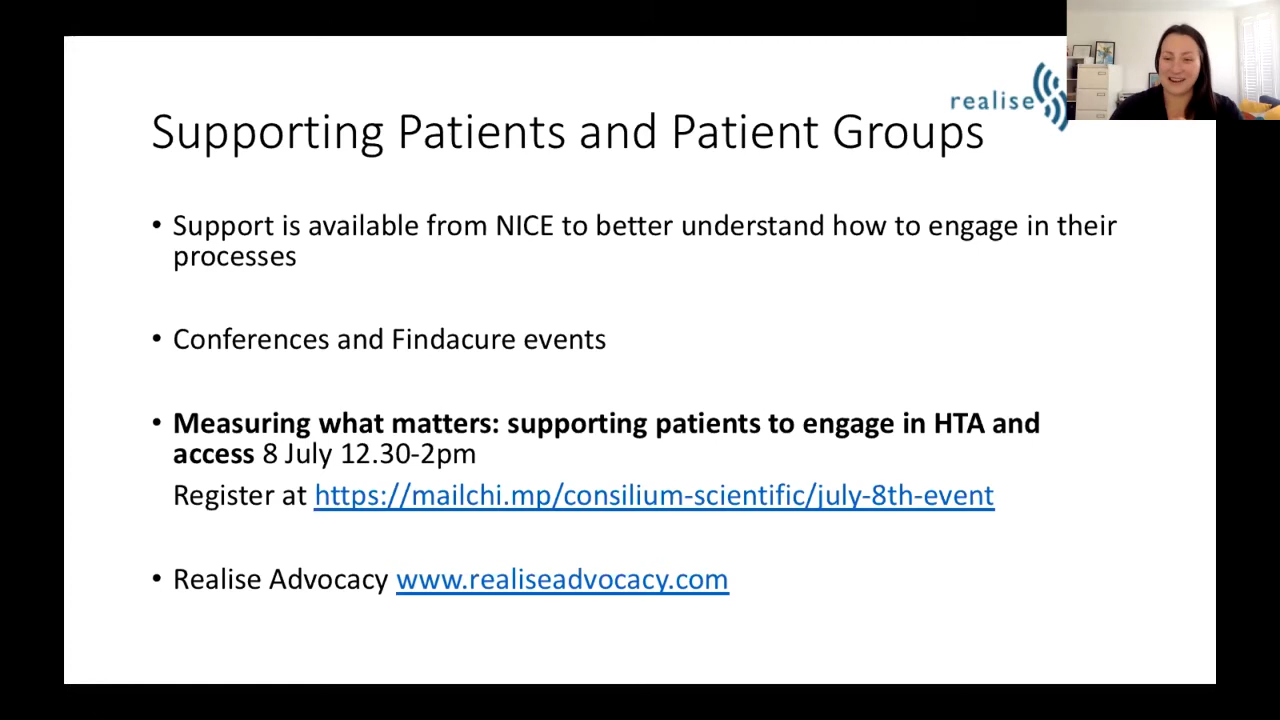 realise
Supporting Patients and Patient Groups
• Support is available from NICE to better understand how to engage in their
processes
• Conferences and Findacure events
• Measuring what matters: supporting patients to engage in HTA and
access 8 July 12.30-2pm
Register at https://mailchi.mp/consilium-scientific/july-8th-event
• Realise Advocacy www.realiseadvocacy.com